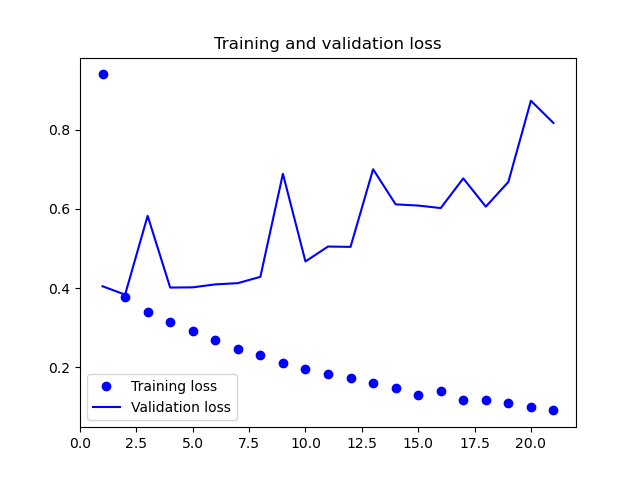 Training and validation loss
0.8
0.6
0.4
0.2
Training loss
Validation loss
0.0 2.5 5.0 7.5 10.0 12.5 15.0 17.5 20.0